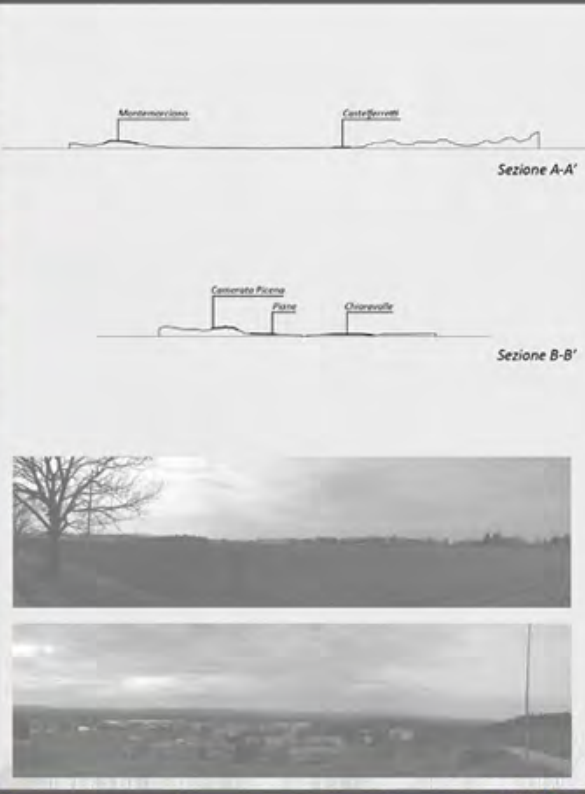 Montemarciano
Castelferretti
Sezione A-A'
Camerata Picena
Piane
Chiaravalle
Sezione B-B'